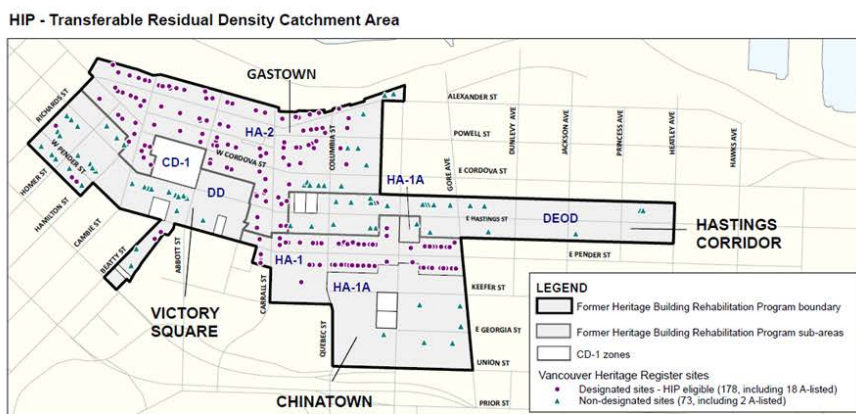 HIP - Transferable Residual Density Catchment Area
GASTOWN
RICHARDS ST
ALEXANDER ST
HA-2
COLUMBIA ST
POWELL ST
DUNLEVY AVE
JACKSON AVE
PRINCESS AVE
HEATLEY AVE
HAWKS AVE
W PENDER ST
CD-1
W CORDOVA ST
E CORDOVA ST
HOMER ST
HA-1A
GORE AVE
DD
HAMILTON ST
E HASTINGS ST
DEOD
HASTINGS
CORRIDOR
CAMBIE ST
ABBOTT ST
HA-1
E PENDER ST
BEATTY ST
CARRALL ST
HA-1A
KEEFER ST
VICTORY
SQUARE
QUEBEC ST
E GEORGIA ST
UNION ST
CHINATOWN
PRIOR ST
LEGEND
Former Heritage Building Rehabilitation Program boundary
Former Heritage Building Rehabilitation Program sub-areas
CD-1 zones
Vancouver Heritage Register sites
Designated sites - HIP eligible (178, including 18 A-listed)
Non-designated sites (73, including 2 A-listed)